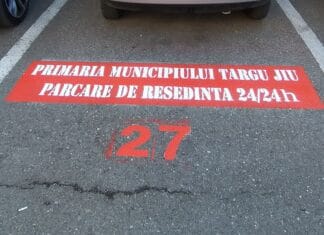 PRIMARIA MUNICIPIULUI TARGU JIU
PARCARE DE RESEDINTA 24/24h
27